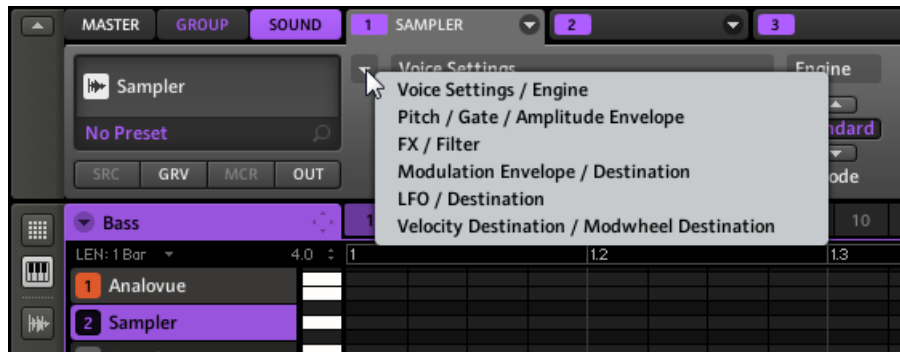 MASTER GROUP SOUND 1 SAMPLER 2 3
Sampler
Voice Settings Engine
No Preset
SRC GRV MCR OUT
Voice Settings / Engine
Pitch / Gate / Amplitude Envelope
FX / Filter
Modulation Envelope / Destination
LFO / Destination
Velocity Destination / Modwheel Destination
ndard
ode
Bass 1 10
LEN: 1 Bar 4.0 1 1.2 1.3
1 Analovue
2 Sampler